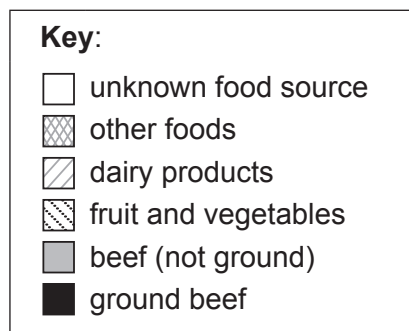 Key:
unknown food source
other foods
dairy products
fruit and vegetables
beef (not ground)
ground beef